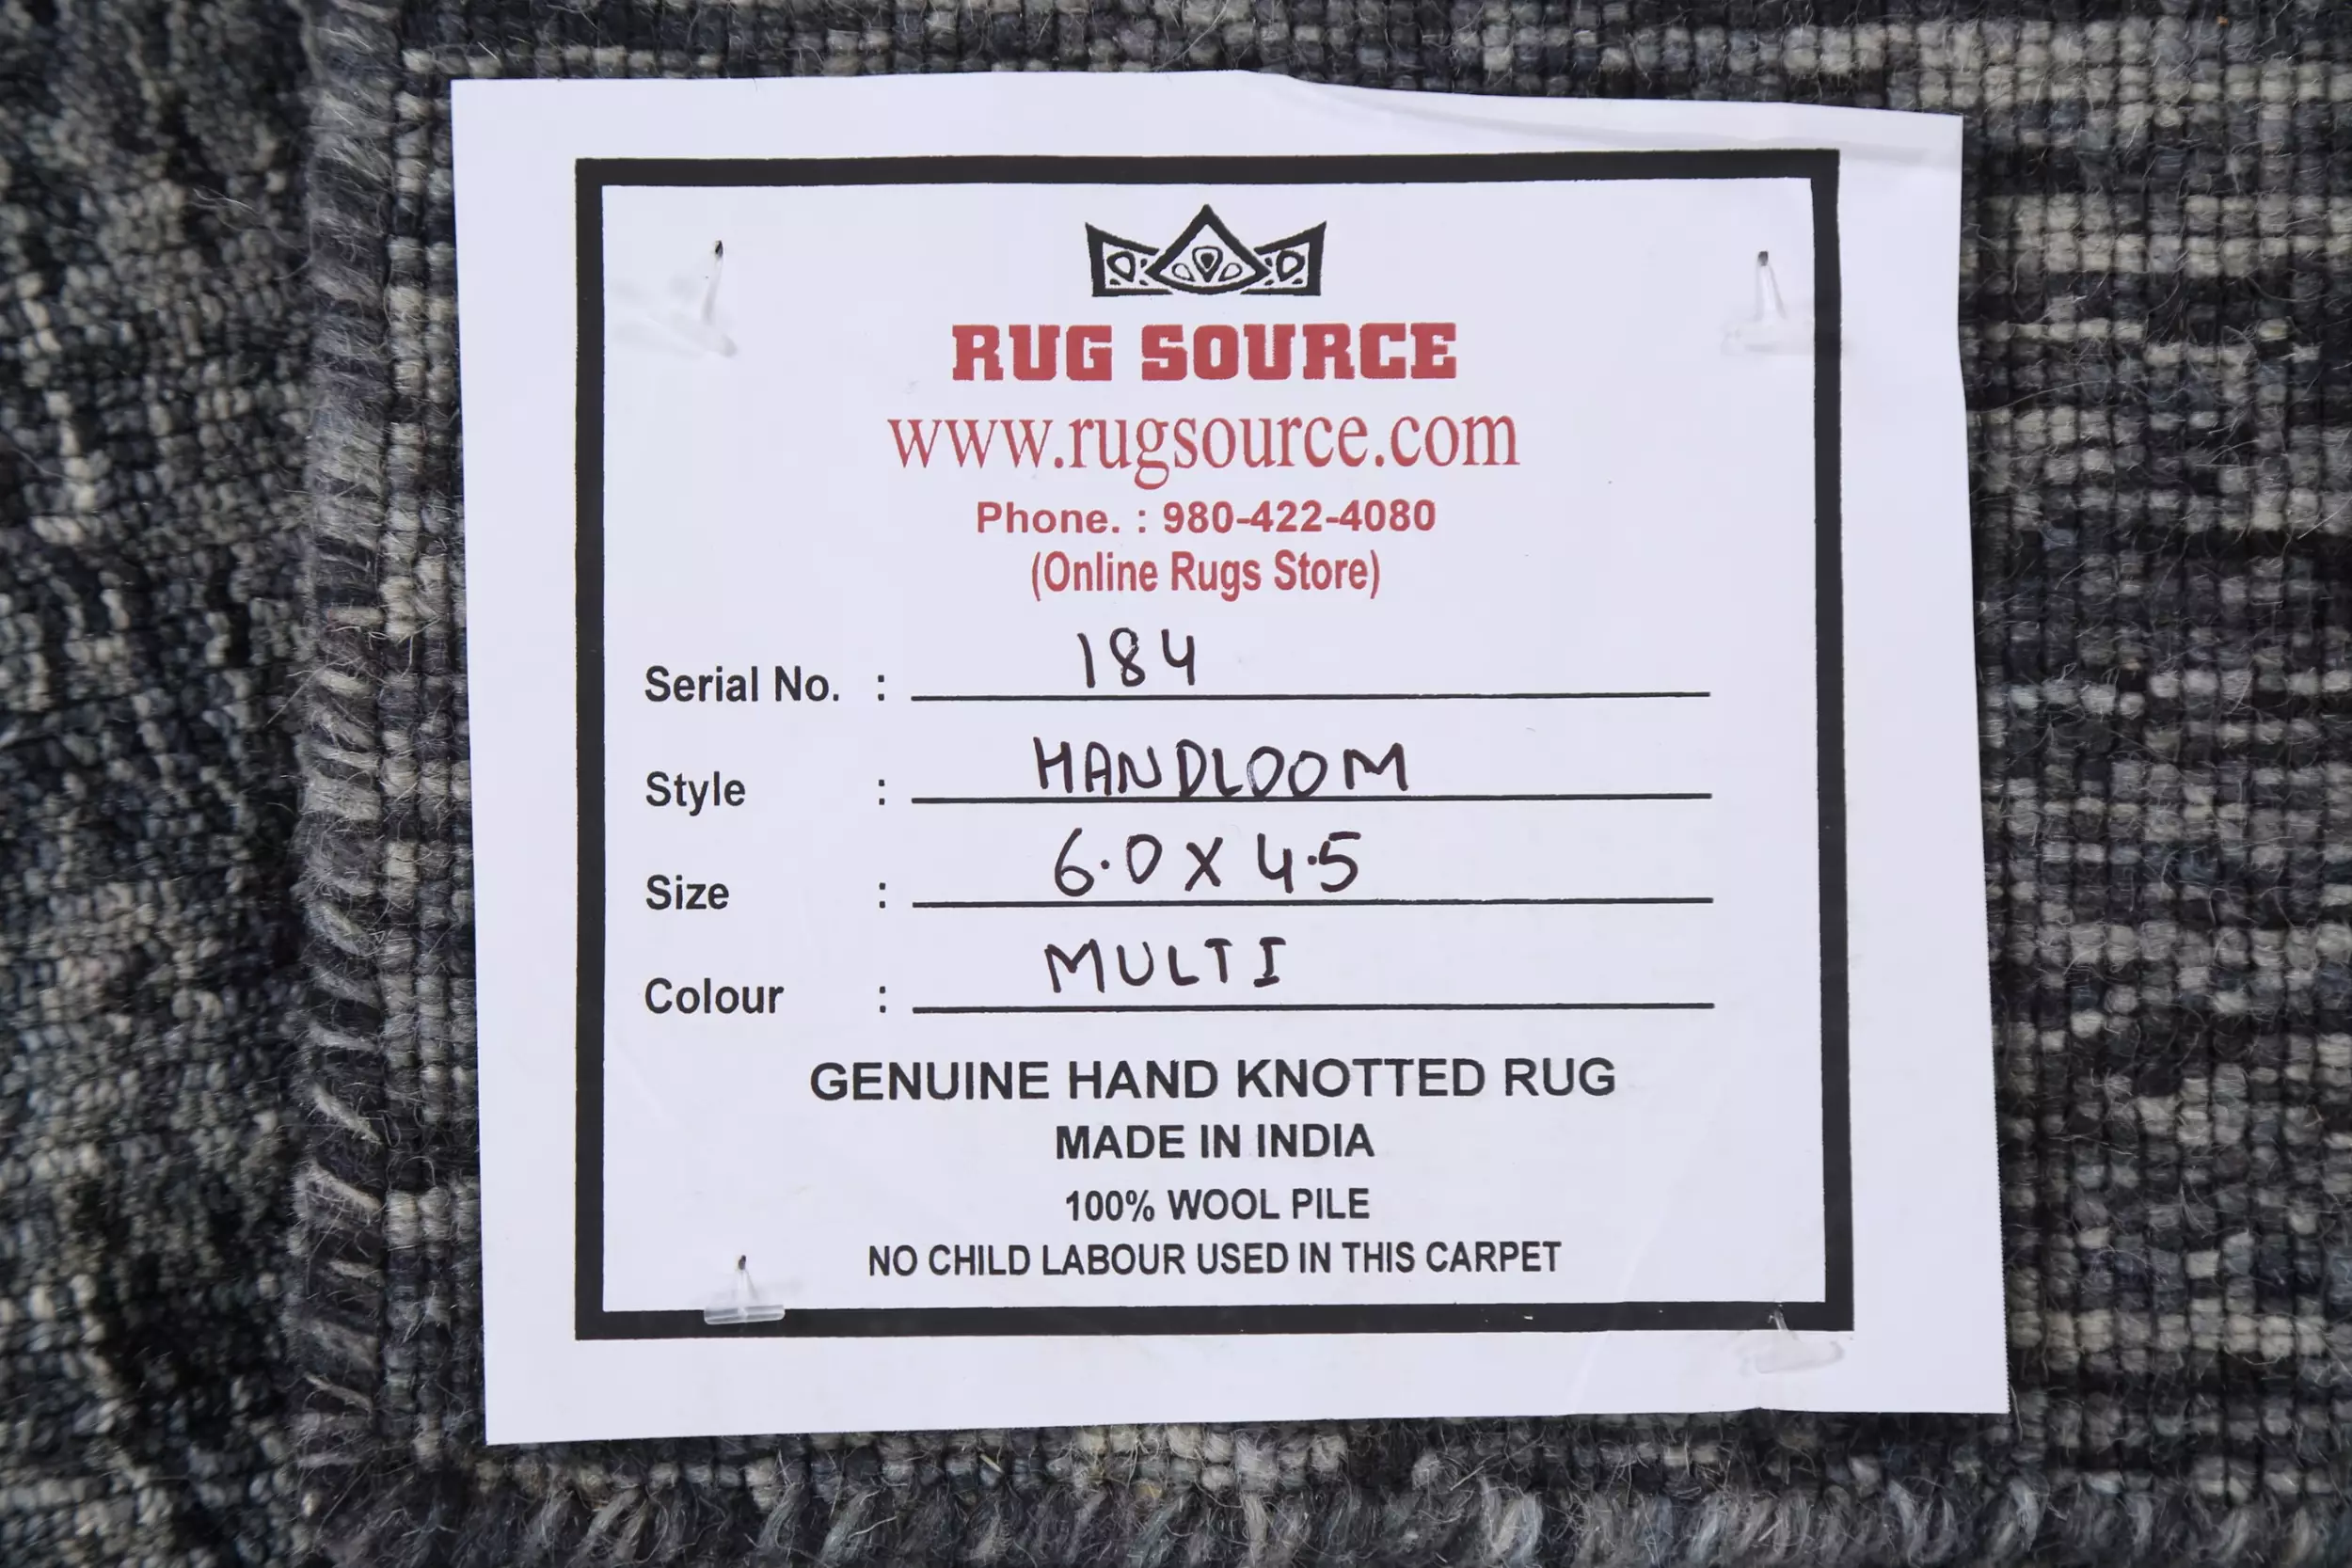 RUG SOURCE
www.rugsource.com
Phone. : 980-422-4080
(Online Rugs Store)
Serial No. : 184
Style : HANDLOOM
Size : 6.0 X 4.5
Colour : MULTI
GENUINE HAND KNOTTED RUG
MADE IN INDIA
100% WOOL PILE
NO CHILD LABOUR USED IN THIS CARPET